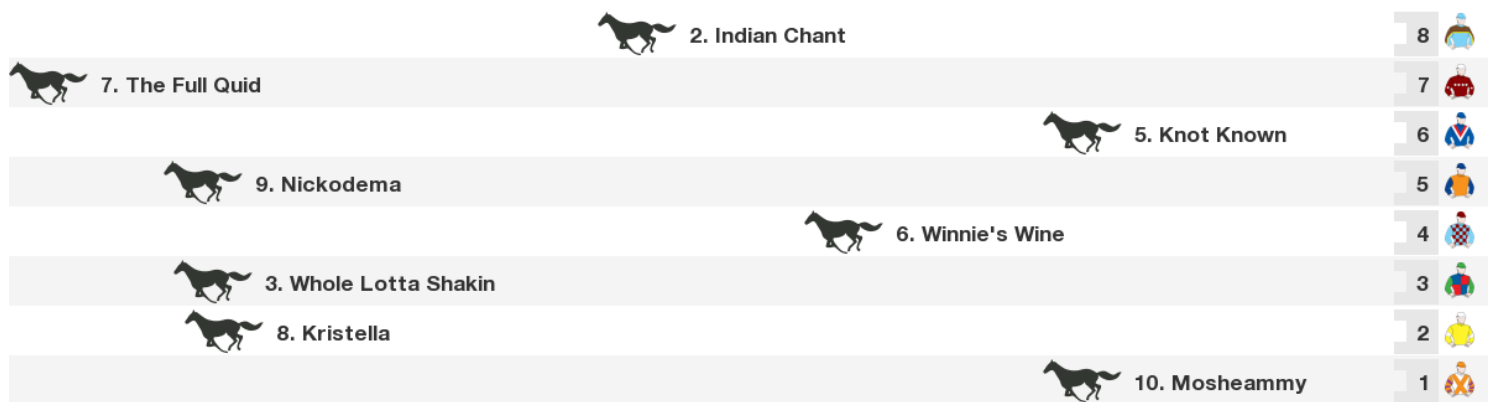 2. Indian Chant 8
7. The Full Quid 7
5. Knot Known 6
9. Nickodema 5
6. Winnie's Wine 4
3. Whole Lotta Shakin 3
8. Kristella 2
10. Mosheammy 1